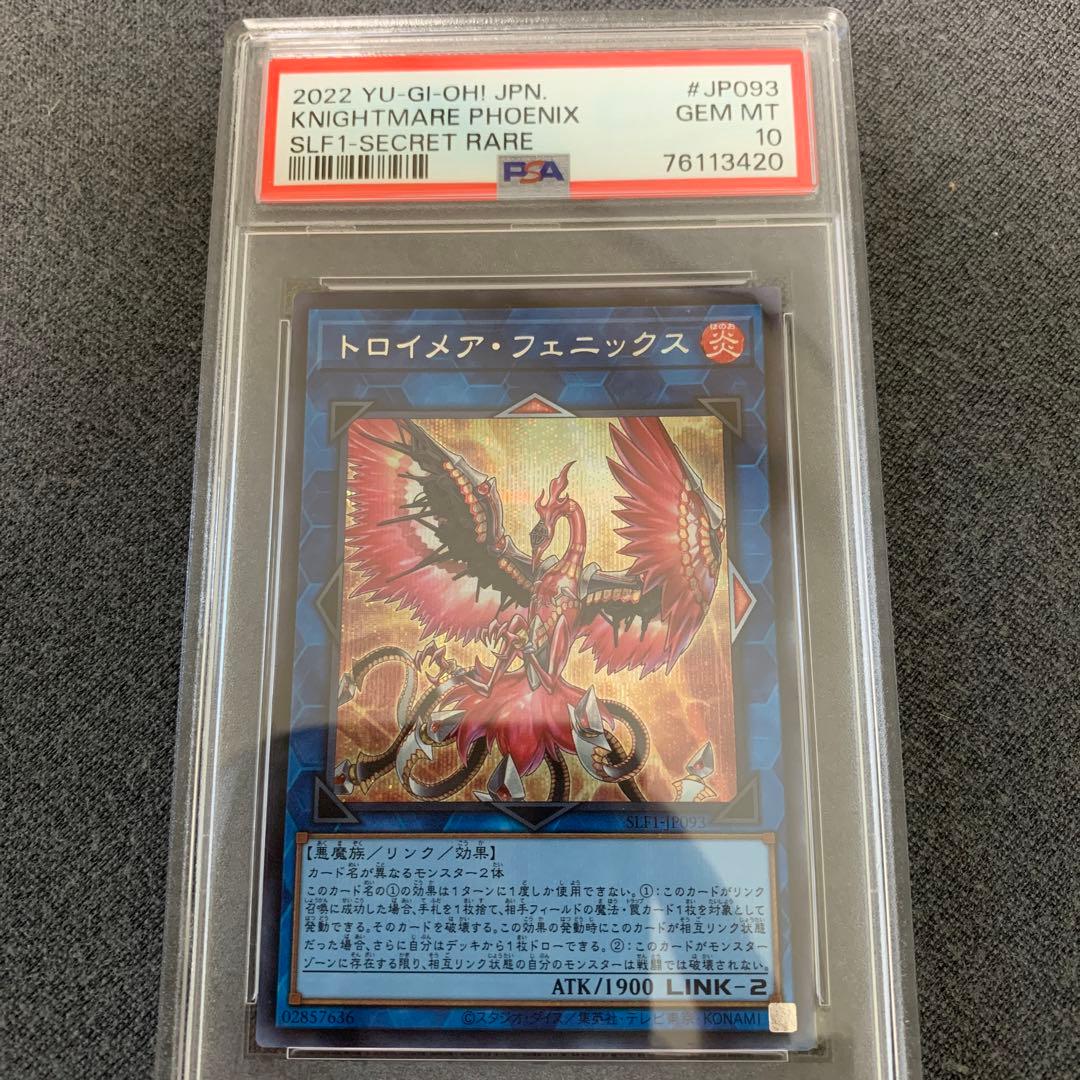 2022 YU-GI-OH! JPN. #JP093
KNIGHTMARE PHOENIX GEM MT
SLF1-SECRET RARE 10
PSA 76113420
トロイメア・フェニックス 炎
ほのお
SLF1-JP093
【悪魔族/リンク/効果】
カード名が異なるモンスター2体
このカード名の①の効果は1ターンに1度しか使用できない。①:このカードがリンク
召喚に成功した場合、手札を1枚捨て、相手フィールドの魔法・罠カード1枚を対象として
発動できる。そのカードを破壊する。この効果の発動時にこのカードが相互リンク状態
だった場合、さらに自分はデッキから1枚ドローできる。②:このカードがモンスター
ゾーンに存在する限り、相互リンク状態の自分のモンスターは戦闘では破壊されない。
ATK/1900 LINK-2
02857636 ©スタジオ・ダイス/集英社・テレビ東京・KONAMI